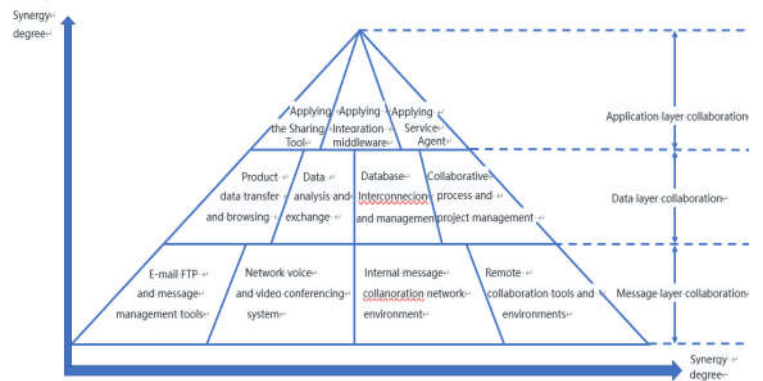 Synergy
degree
Applying
the Sharing
Tool
Applying
Integration
middleware
Applying
Service
Agent
Application layer collaboration
Product
data transfer
and browsing
Data
analysis and
exchange
Database
Interconnecion
and management
Collaborative
process and
project management
Data layer collaboration
E-mail FTP
and message
management tools
Network voice
and video conferencing
system
Internal message
collanoration network
environment
Remote
collaboration tools and
environments
Message layer collaboration
Synergy
degree